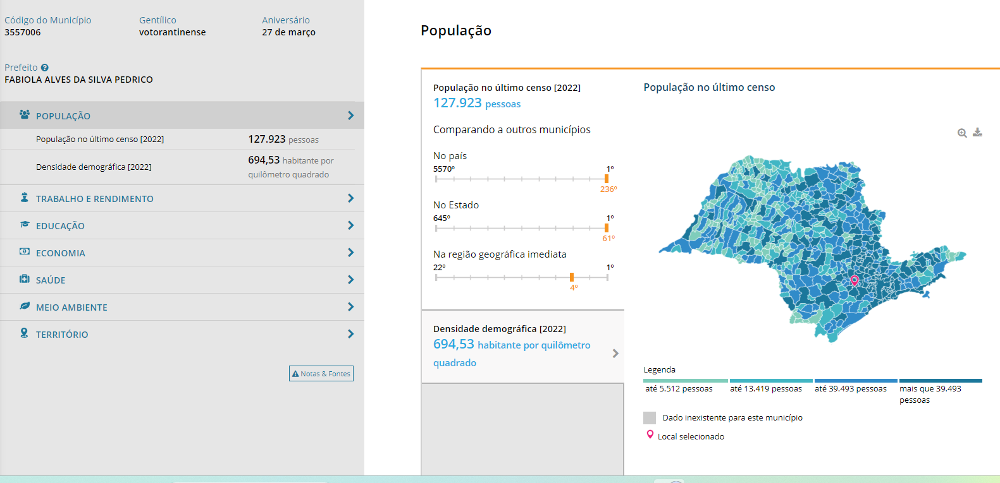 Código do Município
3557006
Gentílico
votorantinense
Aniversário
27 de março
Prefeito
FABIOLA ALVES DA SILVA PEDRICO
POPULAÇÃO
População no último censo [2022]
127.923 pessoas
Densidade demográfica [2022]
694,53 habitante por
quilômetro quadrado
TRABALHO E RENDIMENTO
EDUCAÇÃO
ECONOMIA
SAÚDE
MEIO AMBIENTE
TERRITÓRIO
Notas & Fontes
População
População no último censo [2022]
127.923 pessoas
Comparando a outros municípios
No país
5570º 1º
236º
No Estado
645º 1º
61º
Na região geográfica imediata
22º 1º
4º
Densidade demográfica [2022]
694,53 habitante por quilômetro
quadrado
População no último censo
Legenda
até 5.512 pessoas
até 13.419 pessoas
até 39.493 pessoas
mais que 39.493
pessoas
Dado inexistente para este município
Local selecionado